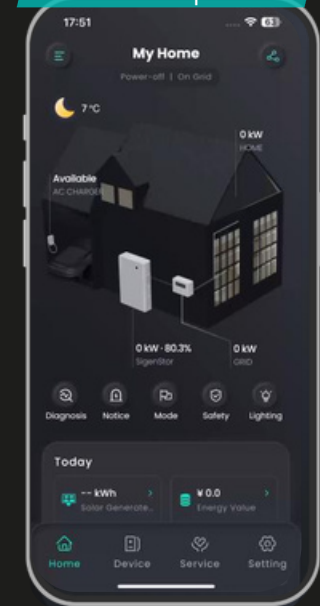 17:51
63
My Home
Power-off | On Grid
7 °C
0 kW
HOME
Available
AC CHARGER
0 kW · 80.3%
SigenStor
0 kW
GRID
Diagnosis Notice Mode Safety Lighting
Today
-- kWh
Solar Generate...
¥ 0.0
Energy Value
Home Device Service Setting